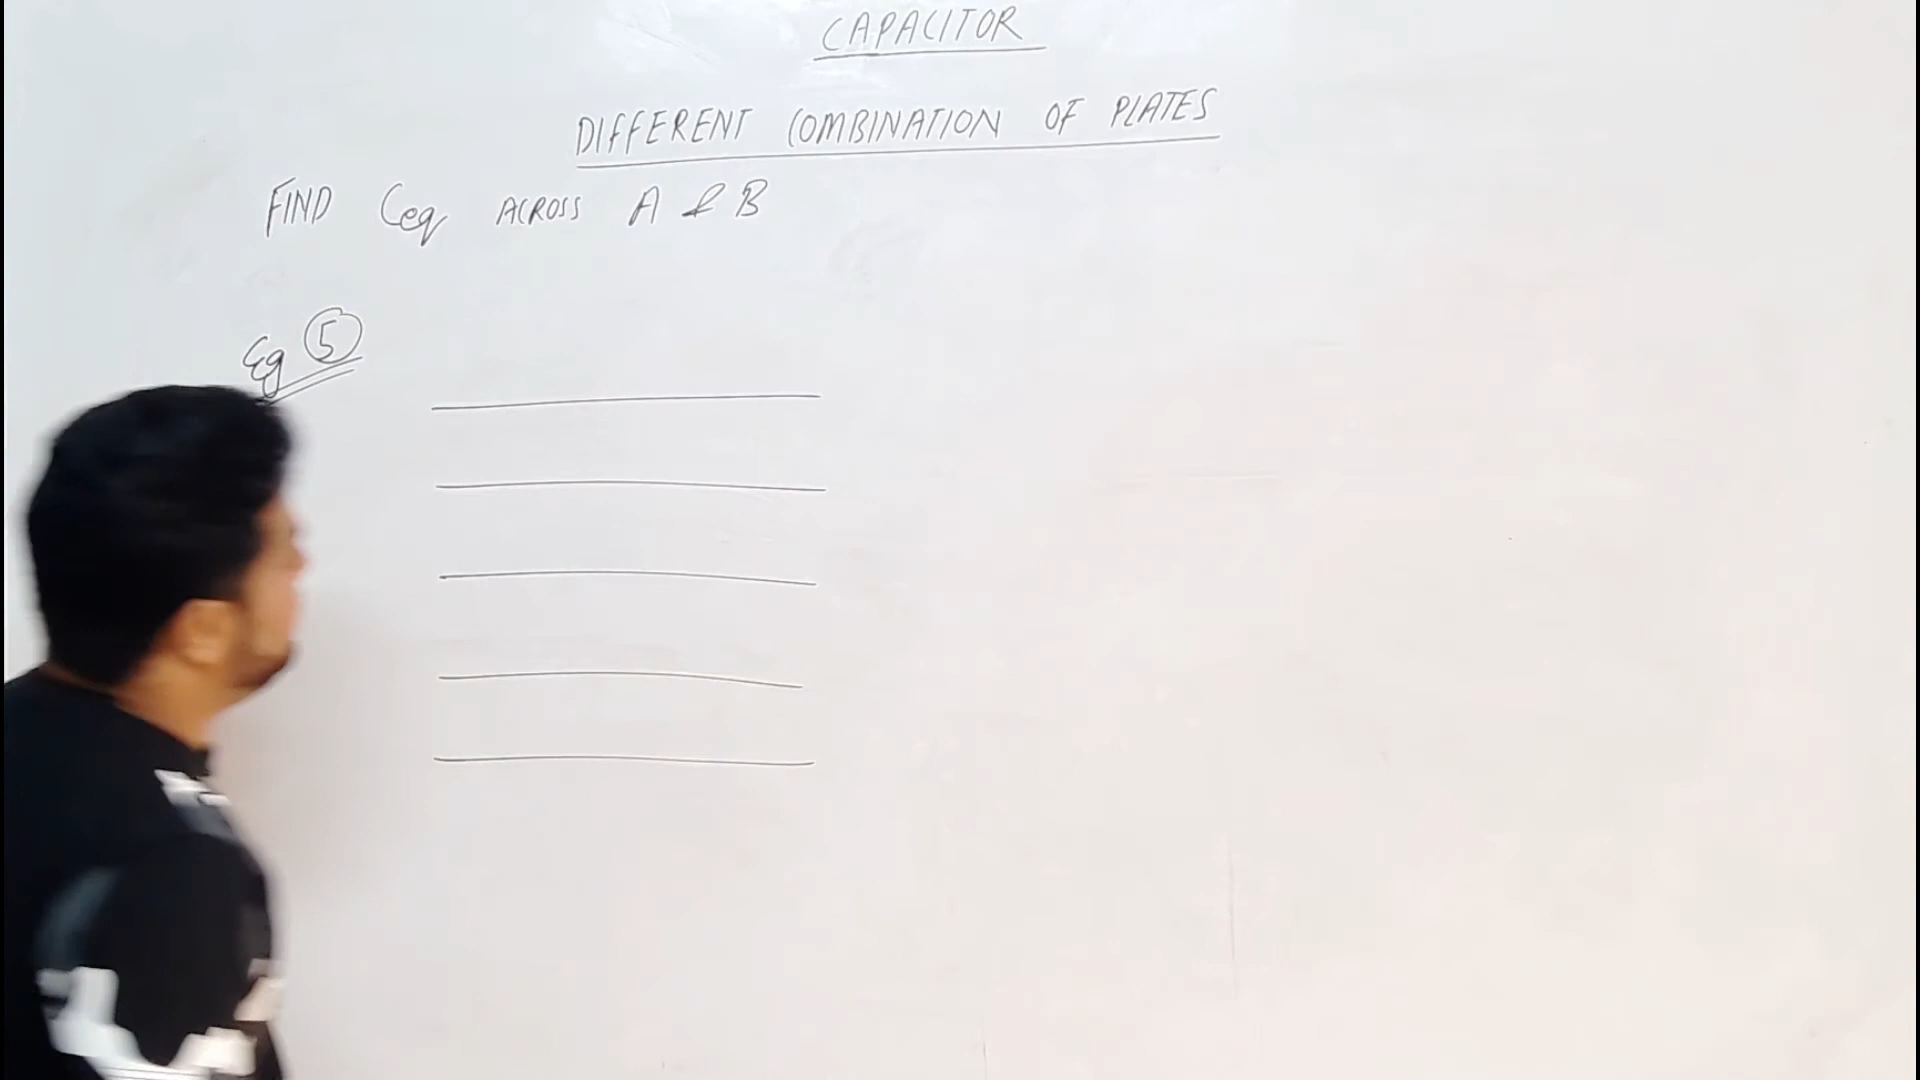 CAPACITOR
DIFFERENT COMBINATION OF PLATES
FIND Ceq ACROSS A & B
Eg 5